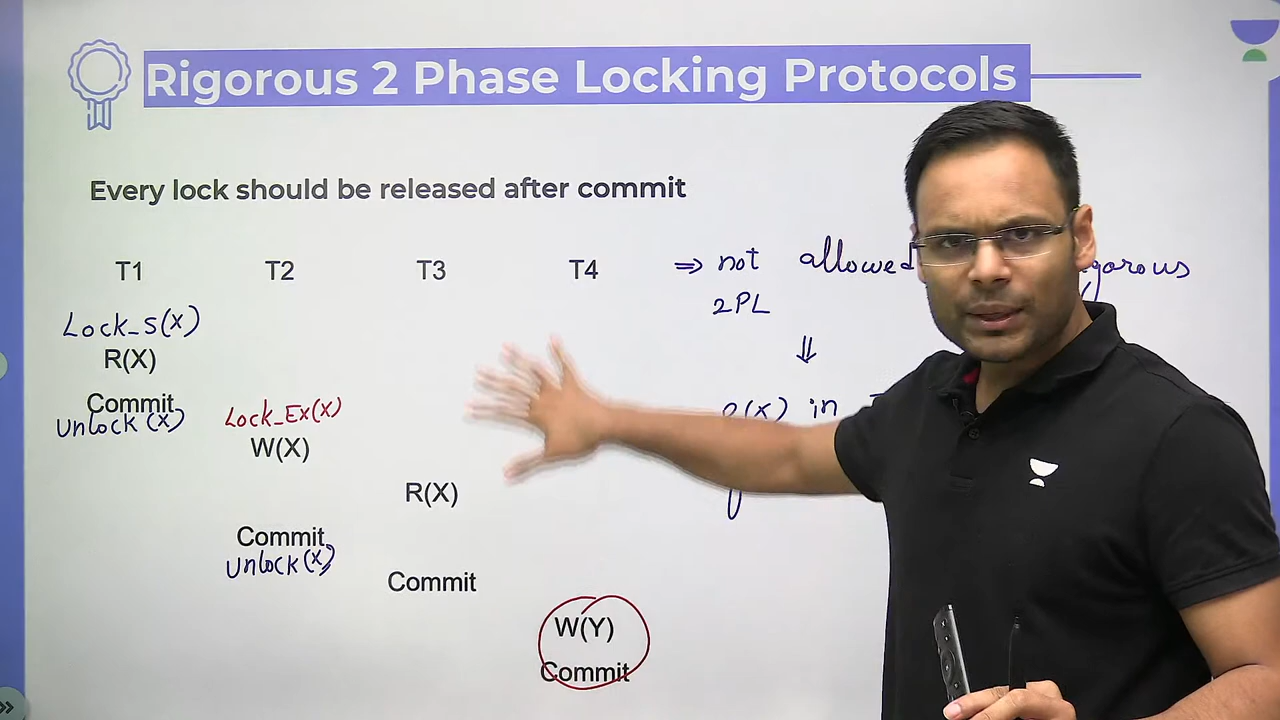 Rigorous 2 Phase Locking Protocols
Every lock should be released after commit
T1 T2 T3 T4 ⇒ not allowed
2PL
Lock_S(X)
R(X)
⇓
Commit
Unlock (X)
Lock_Ex(X)
in
W(X)
R(X)
Commit
Unlock(X)
Commit
W(Y)
Commit